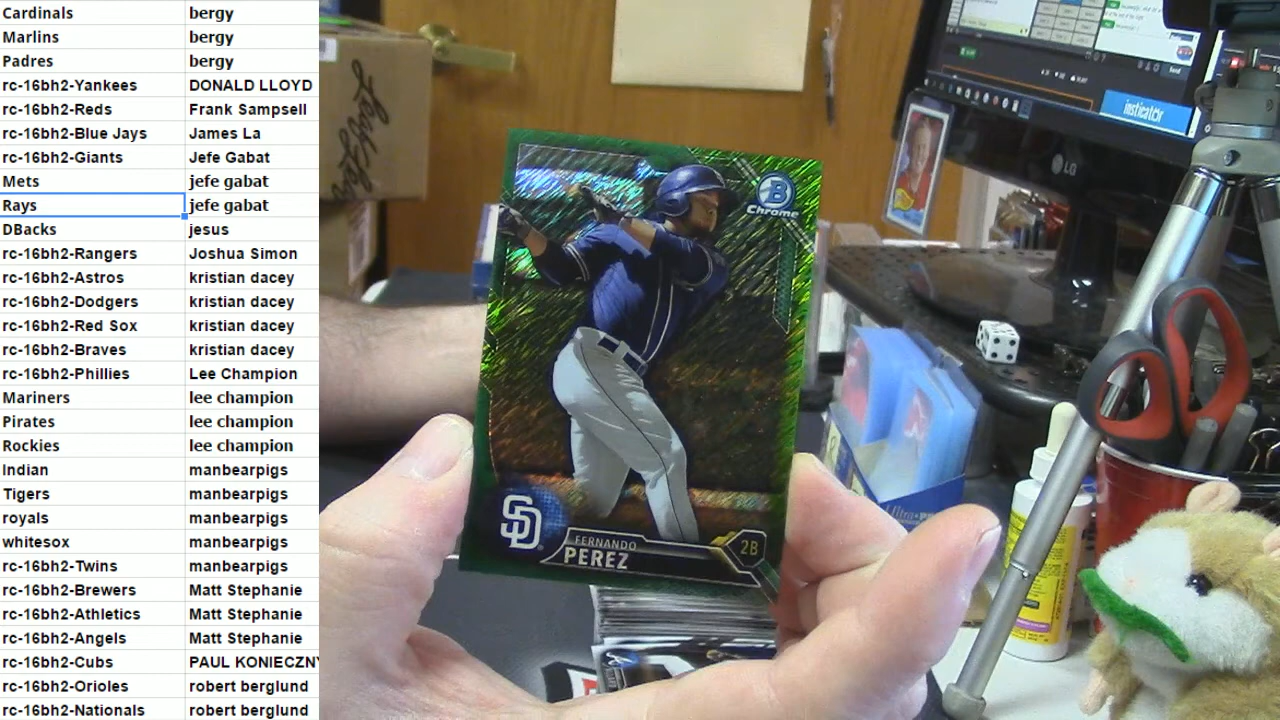 Cardinals bergy
Marlins bergy
Padres bergy
rc-16bh2-Yankees DONALD LLOYD
rc-16bh2-Reds Frank Sampsell
rc-16bh2-Blue Jays James La
rc-16bh2-Giants Jefe Gabat
Mets jefe gabat
Rays jefe gabat
DBacks jesus
rc-16bh2-Rangers Joshua Simon
rc-16bh2-Astros kristian dacey
rc-16bh2-Dodgers kristian dacey
rc-16bh2-Red Sox kristian dacey
rc-16bh2-Braves kristian dacey
rc-16bh2-Phillies Lee Champion
Mariners lee champion
Pirates lee champion
Rockies lee champion
Indian manbearpigs
Tigers manbearpigs
royals manbearpigs
whitesox manbearpigs
rc-16bh2-Twins manbearpigs
rc-16bh2-Brewers Matt Stephanie
rc-16bh2-Athletics Matt Stephanie
rc-16bh2-Angels Matt Stephanie
rc-16bh2-Cubs PAUL KONIECZNY
rc-16bh2-Orioles robert berglund
rc-16bh2-Nationals robert berglund
B
Chrome
SD
FERNANDO
PEREZ
2B
insticator
LG